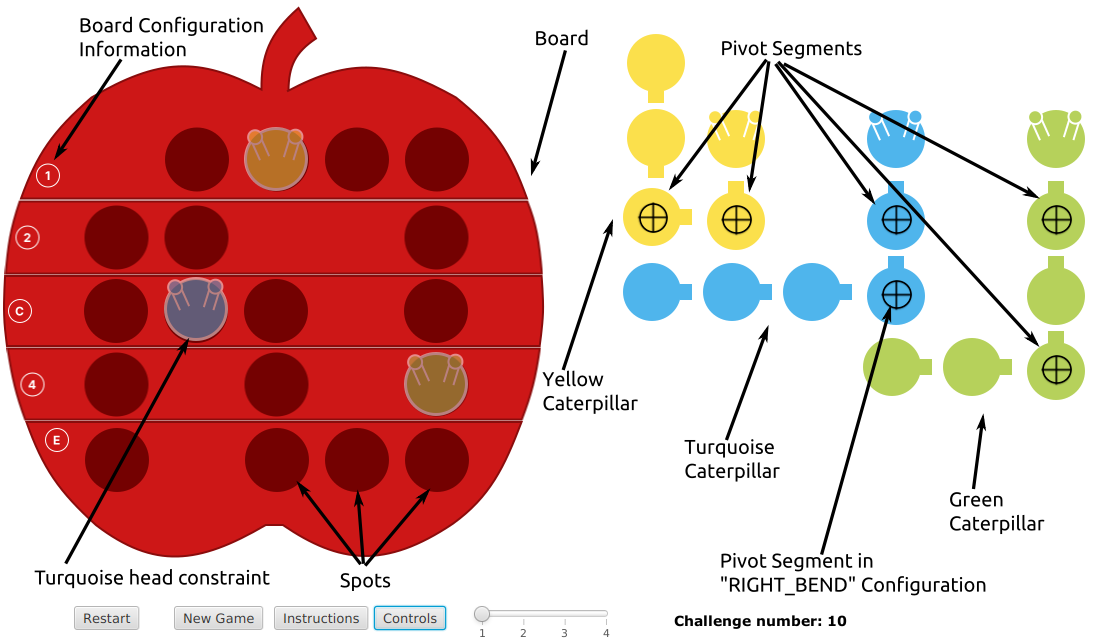 Board Configuration
Information
Board
Pivot Segments
1
2
C
4
E
Yellow
Caterpillar
Turquoise
Caterpillar
Green
Caterpillar
Turquoise head constraint
Spots
Pivot Segment in
"RIGHT_BEND" Configuration
Restart
New Game
Instructions
Controls
1 2 3 4
Challenge number: 10